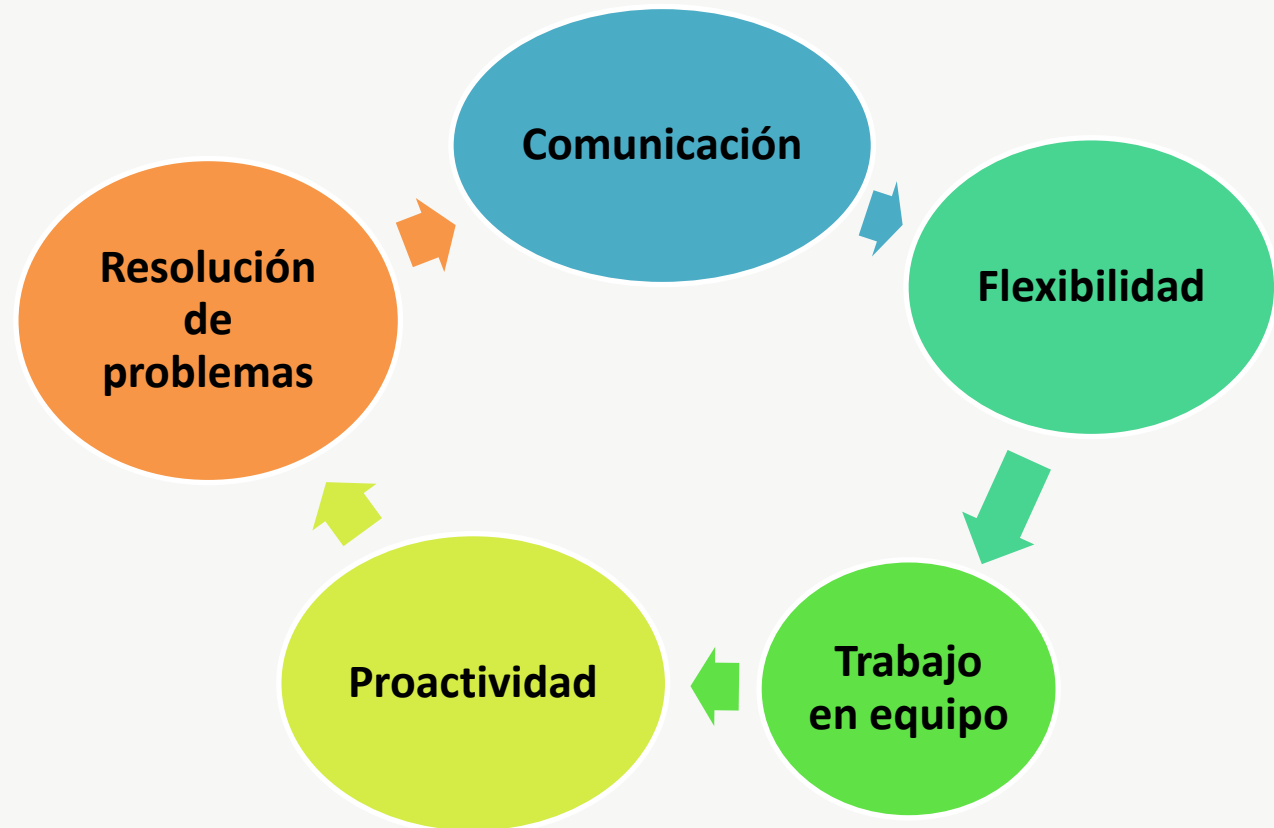 Comunicación
Flexibilidad
Trabajo
en equipo
Proactividad
Resolución
de
problemas